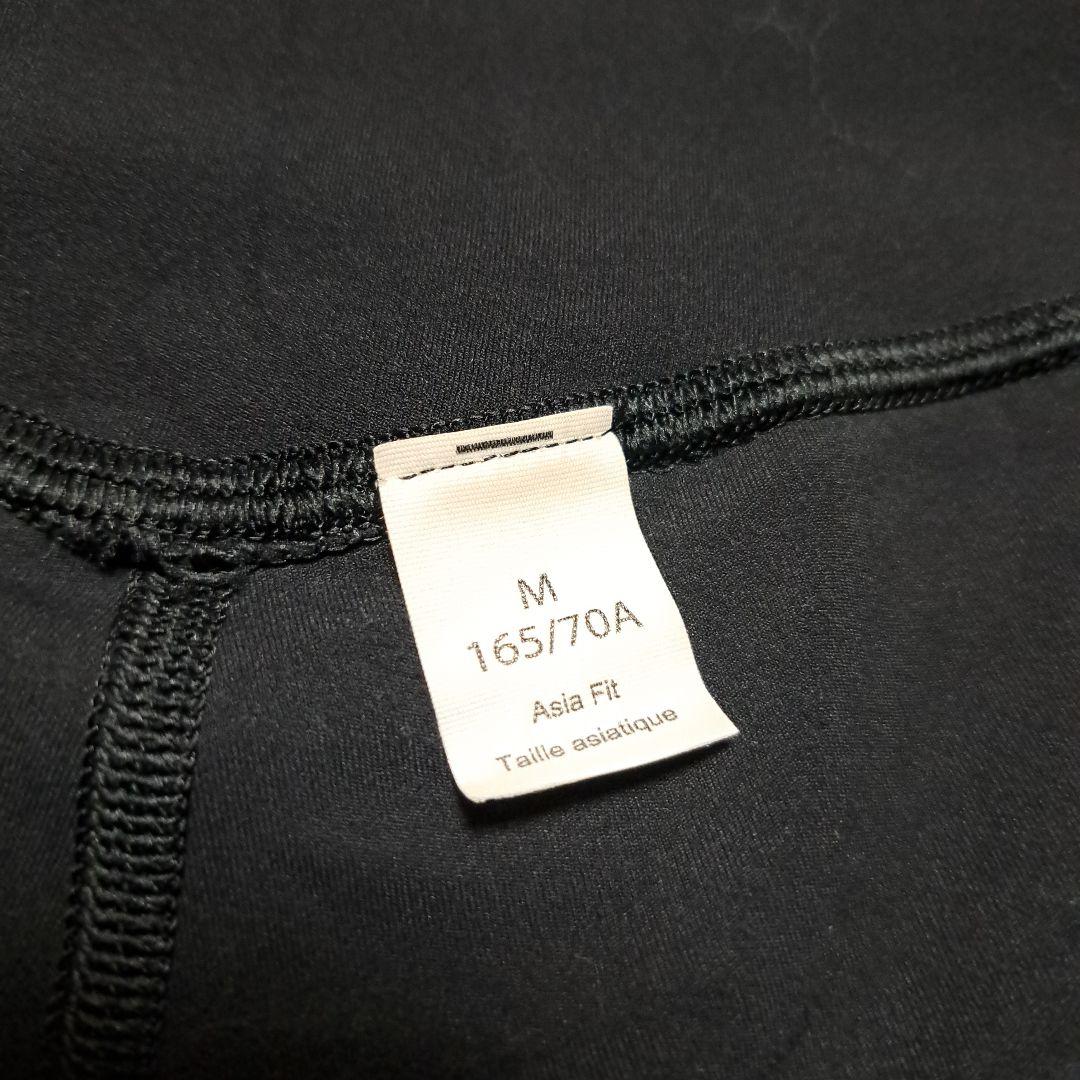 M
165/70A
Asia Fit
Taille asiatique